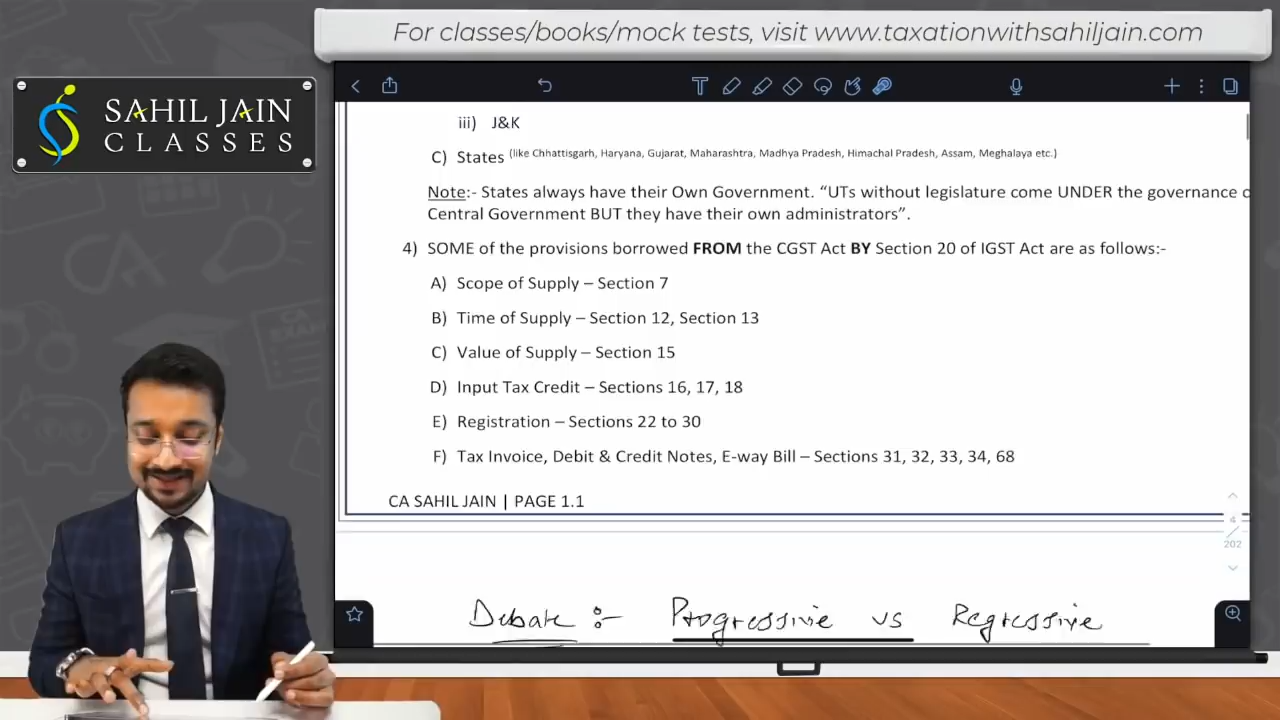 For classes/books/mock tests, visit www.taxationwithsahiljain.com
SAHIL JAIN
CLASSES
iii) J&K
C) States (like Chhattisgarh, Haryana, Gujarat, Maharashtra, Madhya Pradesh, Himachal Pradesh, Assam, Meghalaya etc.)
Note:- States always have their Own Government. “UTs without legislature come UNDER the governance
Central Government BUT they have their own administrators”.
4) SOME of the provisions borrowed FROM the CGST Act BY Section 20 of IGST Act are as follows:-
A) Scope of Supply – Section 7
B) Time of Supply – Section 12, Section 13
C) Value of Supply – Section 15
D) Input Tax Credit – Sections 16, 17, 18
E) Registration – Sections 22 to 30
F) Tax Invoice, Debit & Credit Notes, E-way Bill – Sections 31, 32, 33, 34, 68
CA SAHIL JAIN | PAGE 1.1
4
202
Debate :- Progressive vs Regressive